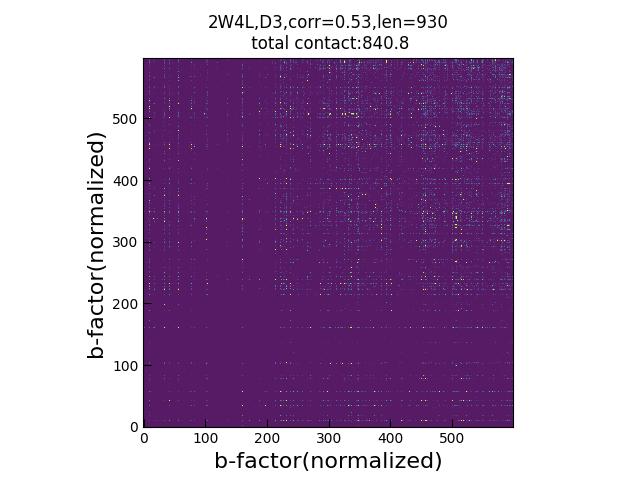 2W4L,D3,corr=0.53,len=930
total contact:840.8
b-factor(normalized)
500
400
300
200
100
0
0 100 200 300 400 500
b-factor(normalized)